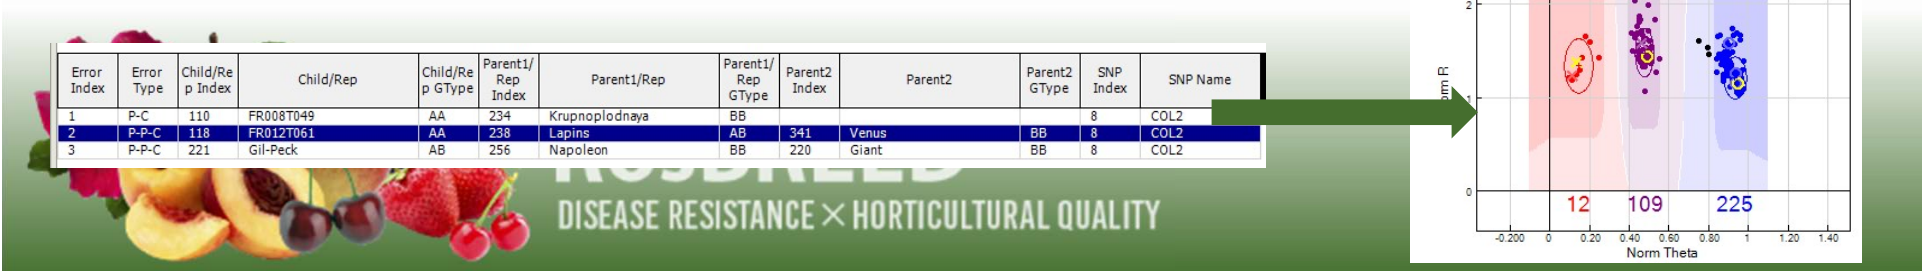 Error Index Error Type Child/Re p Index Child/Rep Child/Re p GType Parent1/ Rep Index Parent1/Rep Parent1/ Rep GType Parent2 Index Parent2 Parent2 GType SNP Index SNP Name
1 P-C 110 FR008T049 AA 234 Krupnoplodnaya BB 8 COL2
2 P-P-C 118 FR012T061 AA 238 Lapins AB 341 Venus BB 8 COL2
3 P-P-C 221 Gil-Peck AB 256 Napoleon BB 220 Giant BB 8 COL2
DISEASE RESISTANCE × HORTICULTURAL QUALITY
2
1
0
12 109 225
-0.200 0 0.20 0.40 0.60 0.80 1 1.20 1.40
Norm Theta